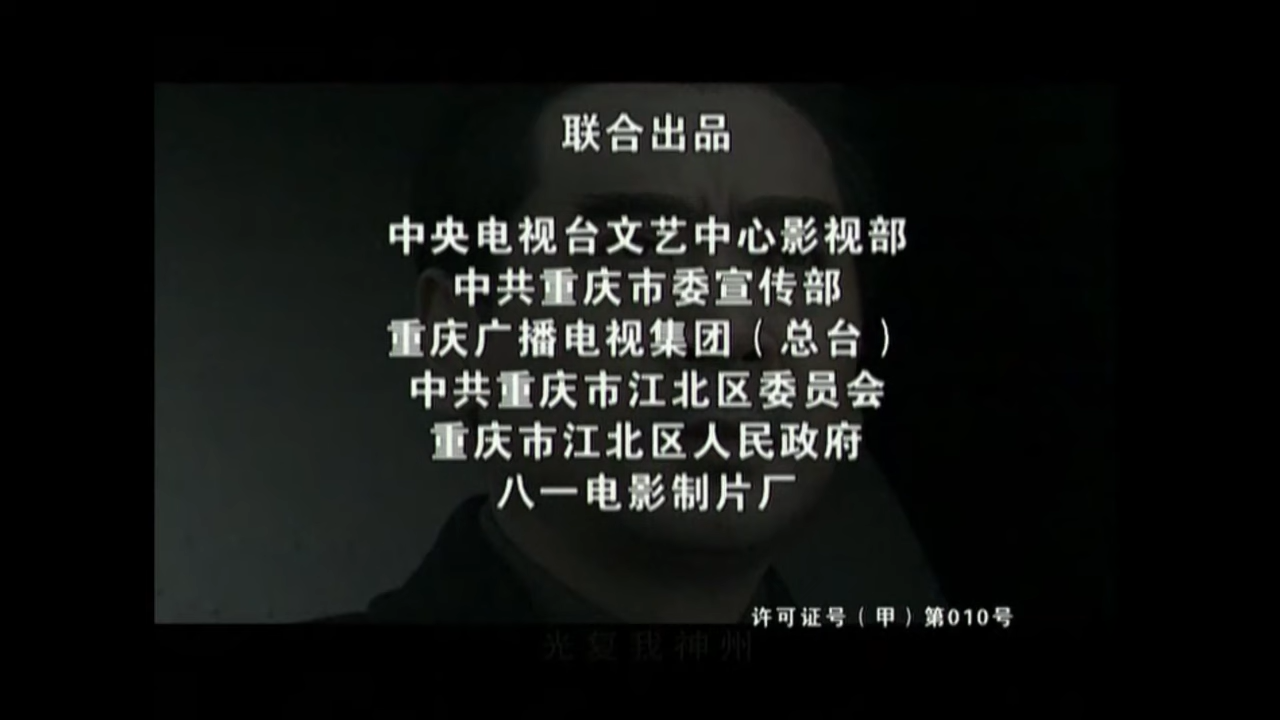 联合出品
中央电视台文艺中心影视部
中共重庆市委宣传部
重庆广播电视集团（总台）
中共重庆市江北区委员会
重庆市江北区人民政府
八一电影制片厂
许可证号（甲）第010号
光复我神州